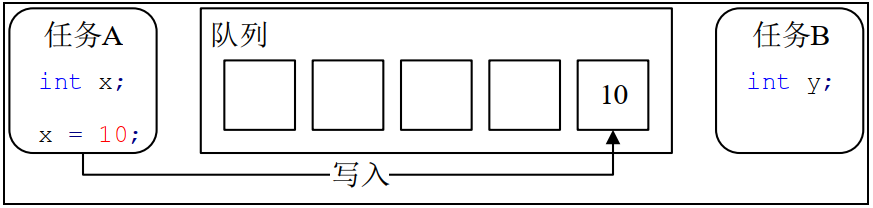 任务A
int x;
x = 10;
队列
10
写入
任务B
int y;